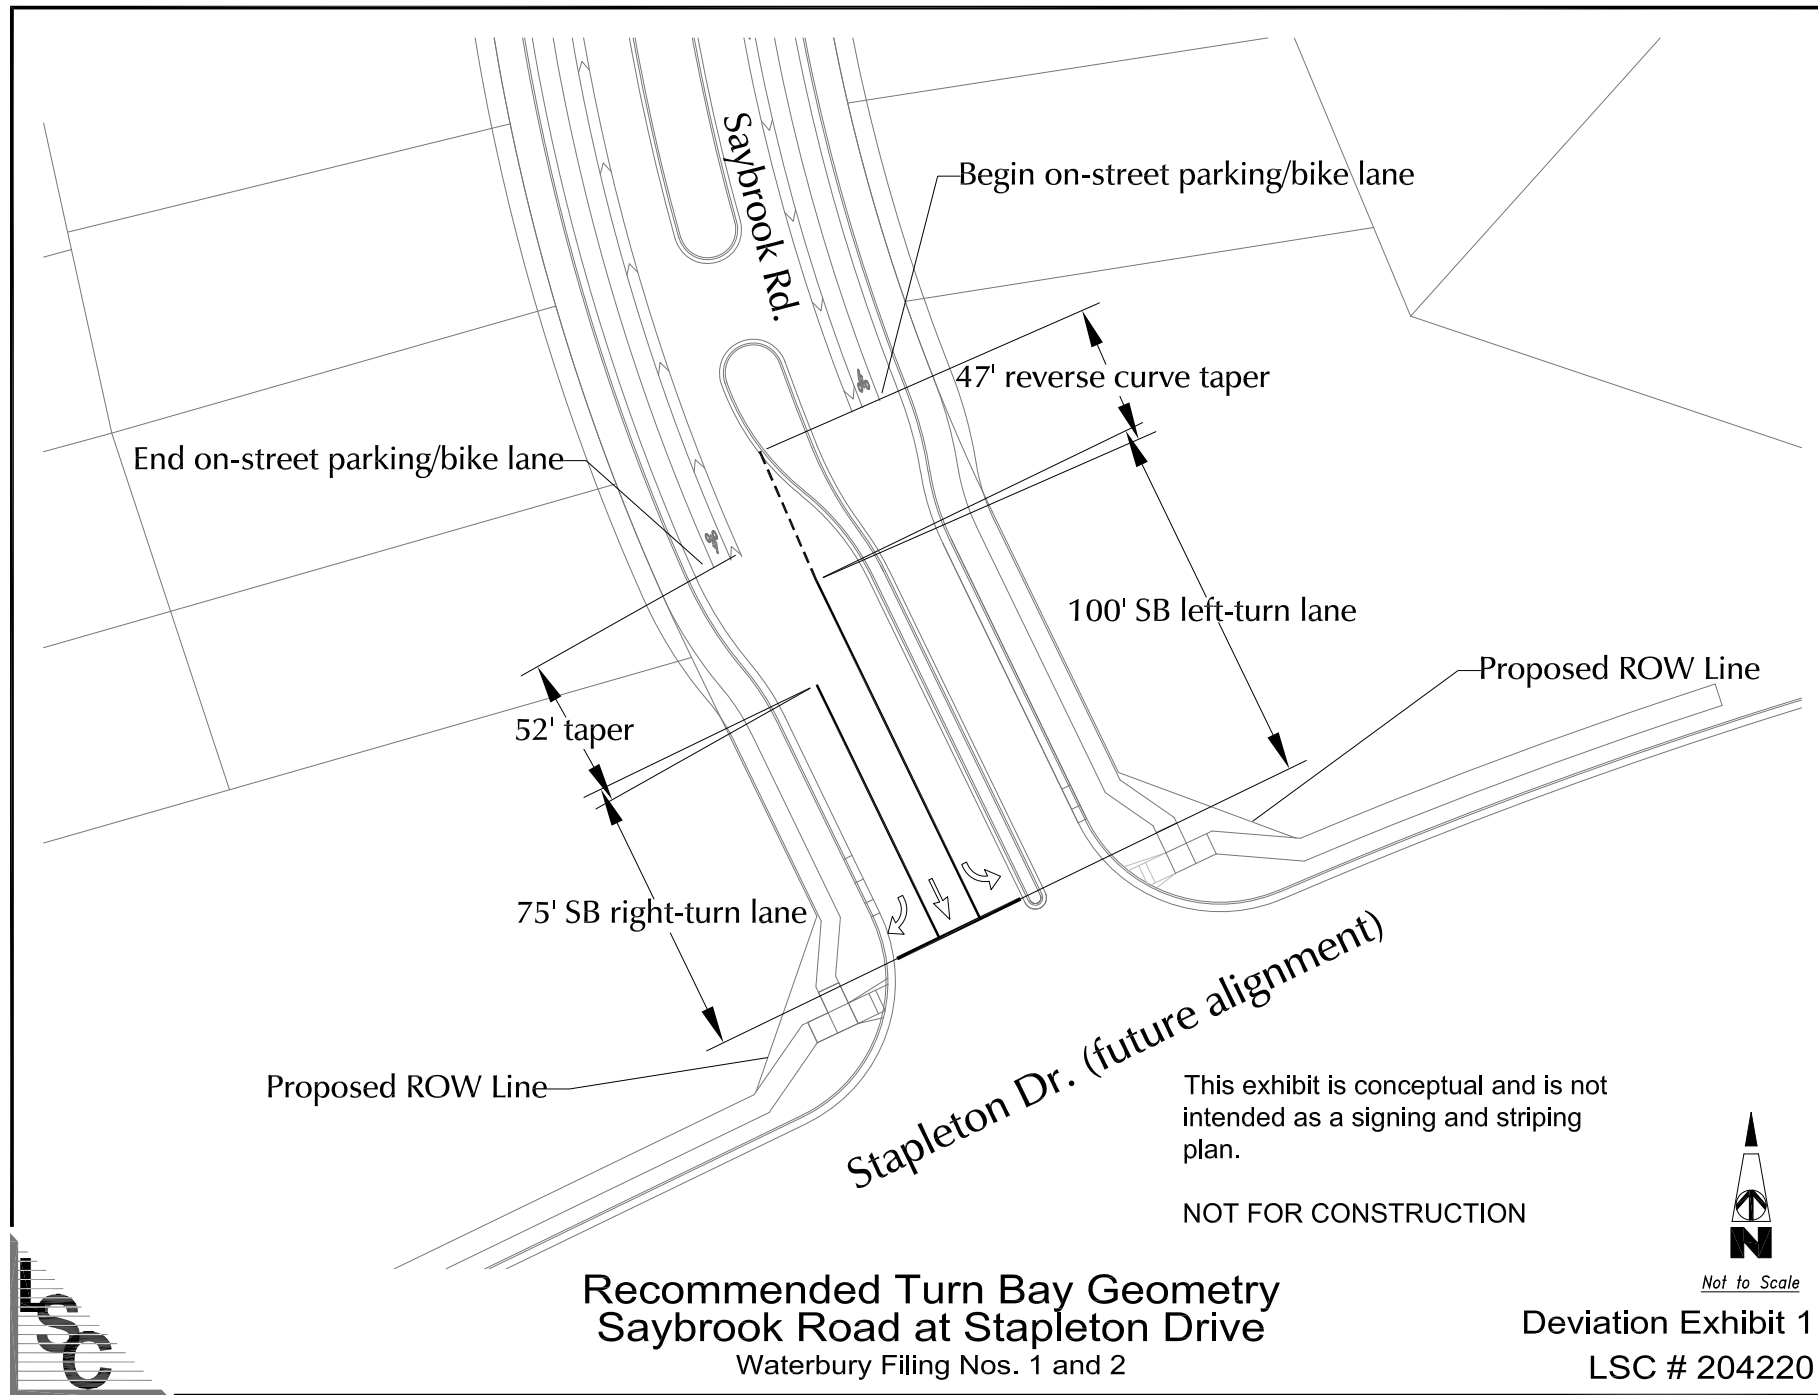 Saybrook Rd.
Begin on-street parking/bike lane
47' reverse curve taper
End on-street parking/bike lane
100' SB left-turn lane
Proposed ROW Line
52' taper
75' SB right-turn lane
Stapleton Dr. (future alignment)
Proposed ROW Line
This exhibit is conceptual and is not
intended as a signing and striping
plan.
NOT FOR CONSTRUCTION
N
Not to Scale
LSC
Recommended Turn Bay Geometry
Saybrook Road at Stapleton Drive
Waterbury Filing Nos. 1 and 2
Deviation Exhibit 1
LSC # 204220